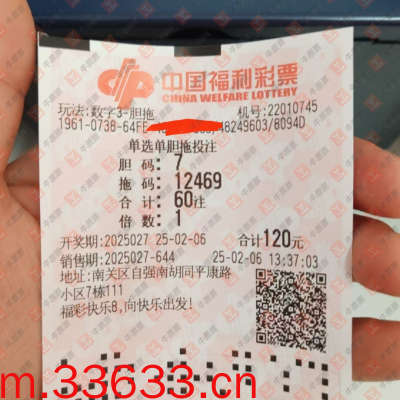 中国福利彩票
CHINA WELFARE LOTTERY
玩法:数字3-胆拖 机号:22010745
1961-0738-64FE 48249603/8094D
单选单胆拖投注
胆 码: 7
拖 码: 12469
合 计: 60注
倍 数: 1
开奖期:2025027 25-02-06 合计120元
销售期:2025027-644 25-02-06 13:37:03
地址:南关区自强南胡同平康路
小区7栋111
福彩快乐8,向快乐出发!
m.33633.cn